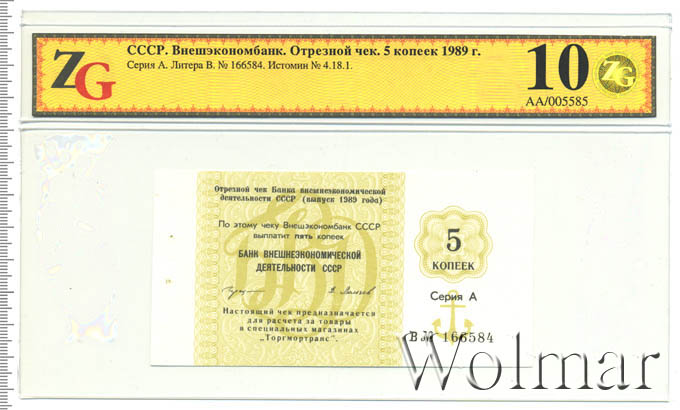 СССР. Внешэкономбанк. Отрезной чек. 5 копеек 1989 г.
Серия А. Литера В. № 166584. Истомин № 4.18.1.
ZG
10
ZG
АА/005585
Отрезной чек Банка внешнеэкономической
деятельности СССР (выпуск 1989 года)
По этому чеку Внешэкономбанк СССР
выплатит пять копеек
БАНК ВНЕШНЕЭКОНОМИЧЕСКОЙ
ДЕЯТЕЛЬНОСТИ СССР
Настоящий чек предназначается
для расчета за товары
в специальных магазинах
„Торгмортранс".
5
КОПЕЕК
Серия А
В № 166584
Wolmar